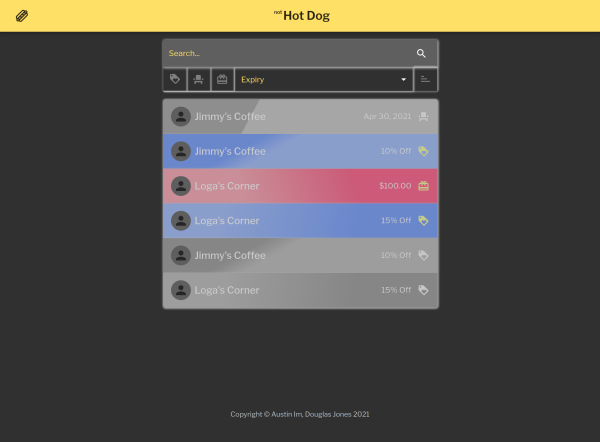 not Hot Dog
Search...
Expiry
Jimmy's Coffee Apr 30, 2021
Jimmy's Coffee 10% Off
Loga's Corner $100.00
Loga's Corner 15% Off
Jimmy's Coffee 10% Off
Loga's Corner 15% Off
Copyright © Austin Im, Douglas Jones 2021